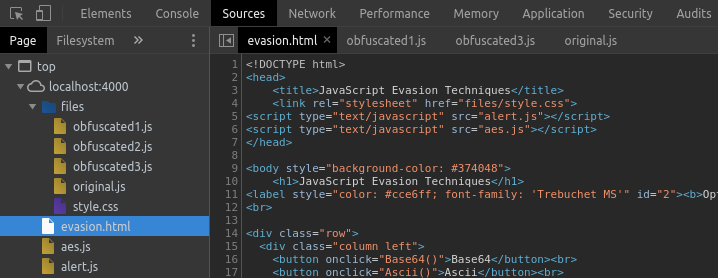 Elements Console Sources Network Performance Memory Application Security Audits
Page Filesystem » ⋮
evasion.html × obfuscated1.js obfuscated3.js original.js
top
localhost:4000
files
obfuscated1.js
obfuscated2.js
obfuscated3.js
original.js
style.css
evasion.html
aes.js
alert.js
1 <!DOCTYPE html>
2 <head>
3 <title>JavaScript Evasion Techniques</title>
4 <link rel="stylesheet" href="files/style.css">
5 <script type="text/javascript" src="alert.js"></script>
6 <script type="text/javascript" src="aes.js"></script>
7 </head>
8
9 <body style="background-color: #374048">
10 <h1>JavaScript Evasion Techniques</h1>
11 <label style="color: #cce6ff; font-family: 'Trebuchet MS'" id="2"><b>Opt
12 <br>
13
14 <div class="row">
15 <div class="column left">
16 <button onclick="Base64()">Base64</button><br>
17 <button onclick="Ascii()">Ascii</button><br>